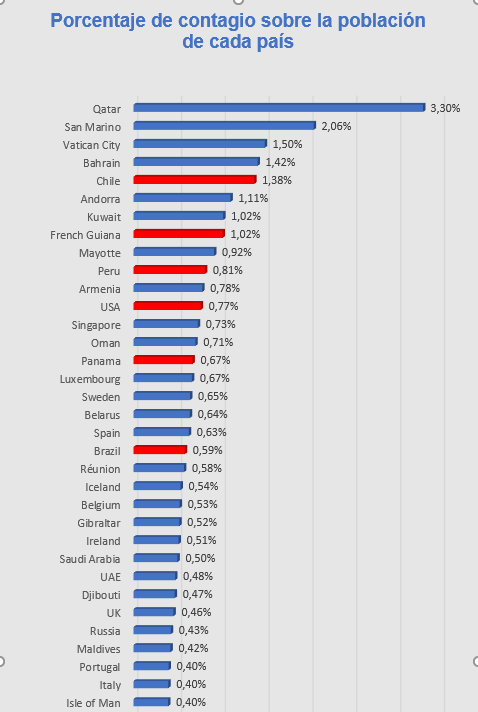 Porcentaje de contagio sobre la población
de cada país
Qatar 3,30%
San Marino 2,06%
Vatican City 1,50%
Bahrain 1,42%
Chile 1,38%
Andorra 1,11%
Kuwait 1,02%
French Guiana 1,02%
Mayotte 0,92%
Peru 0,81%
Armenia 0,78%
USA 0,77%
Singapore 0,73%
Oman 0,71%
Panama 0,67%
Luxembourg 0,67%
Sweden 0,65%
Belarus 0,64%
Spain 0,63%
Brazil 0,59%
Réunion 0,58%
Iceland 0,54%
Belgium 0,53%
Gibraltar 0,52%
Ireland 0,51%
Saudi Arabia 0,50%
UAE 0,48%
Djibouti 0,47%
UK 0,46%
Russia 0,43%
Maldives 0,42%
Portugal 0,40%
Italy 0,40%
Isle of Man 0,40%